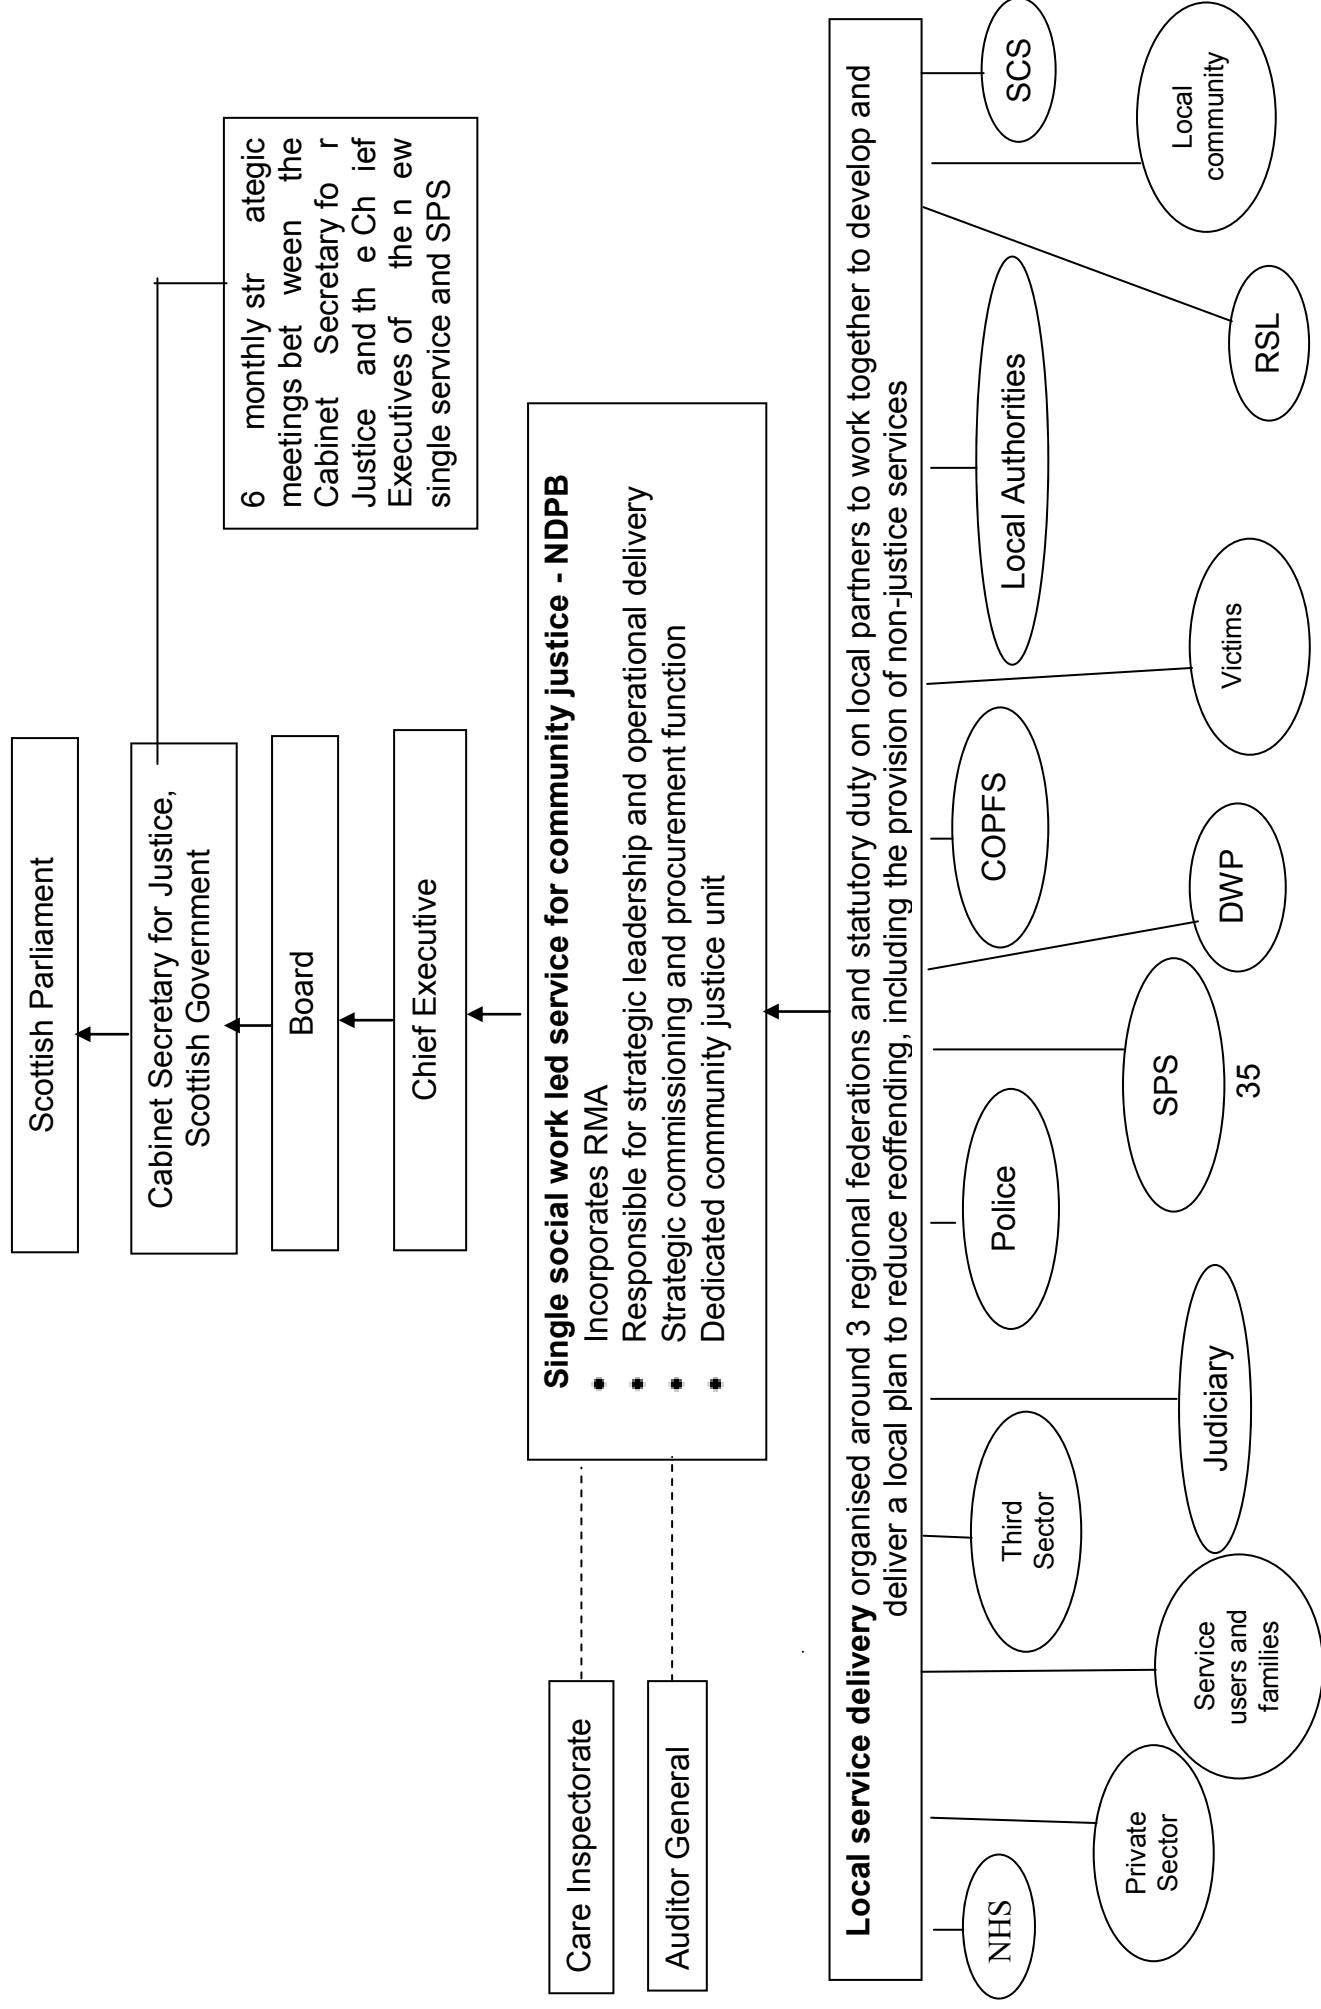 Scottish Parliament
Cabinet Secretary for Justice,
Scottish Government
6 monthly str ategic
meetings bet ween the
Cabinet Secretary fo r
Justice and th e Ch ief
Executives of the n ew
single service and SPS
Board
Chief Executive
Care Inspectorate
Auditor General
Single social work led service for community justice - NDPB
• Incorporates RMA
• Responsible for strategic leadership and operational delivery
• Strategic commissioning and procurement function
• Dedicated community justice unit
Local service delivery organised around 3 regional federations and statutory duty on local partners to work together to develop and
deliver a local plan to reduce reoffending, including the provision of non-justice services
NHS
Private
Sector
Service
users and
families
Third
Sector
Judiciary
Police
SPS
DWP
COPFS
Victims
Local Authorities
RSL
Local
community
SCS
35